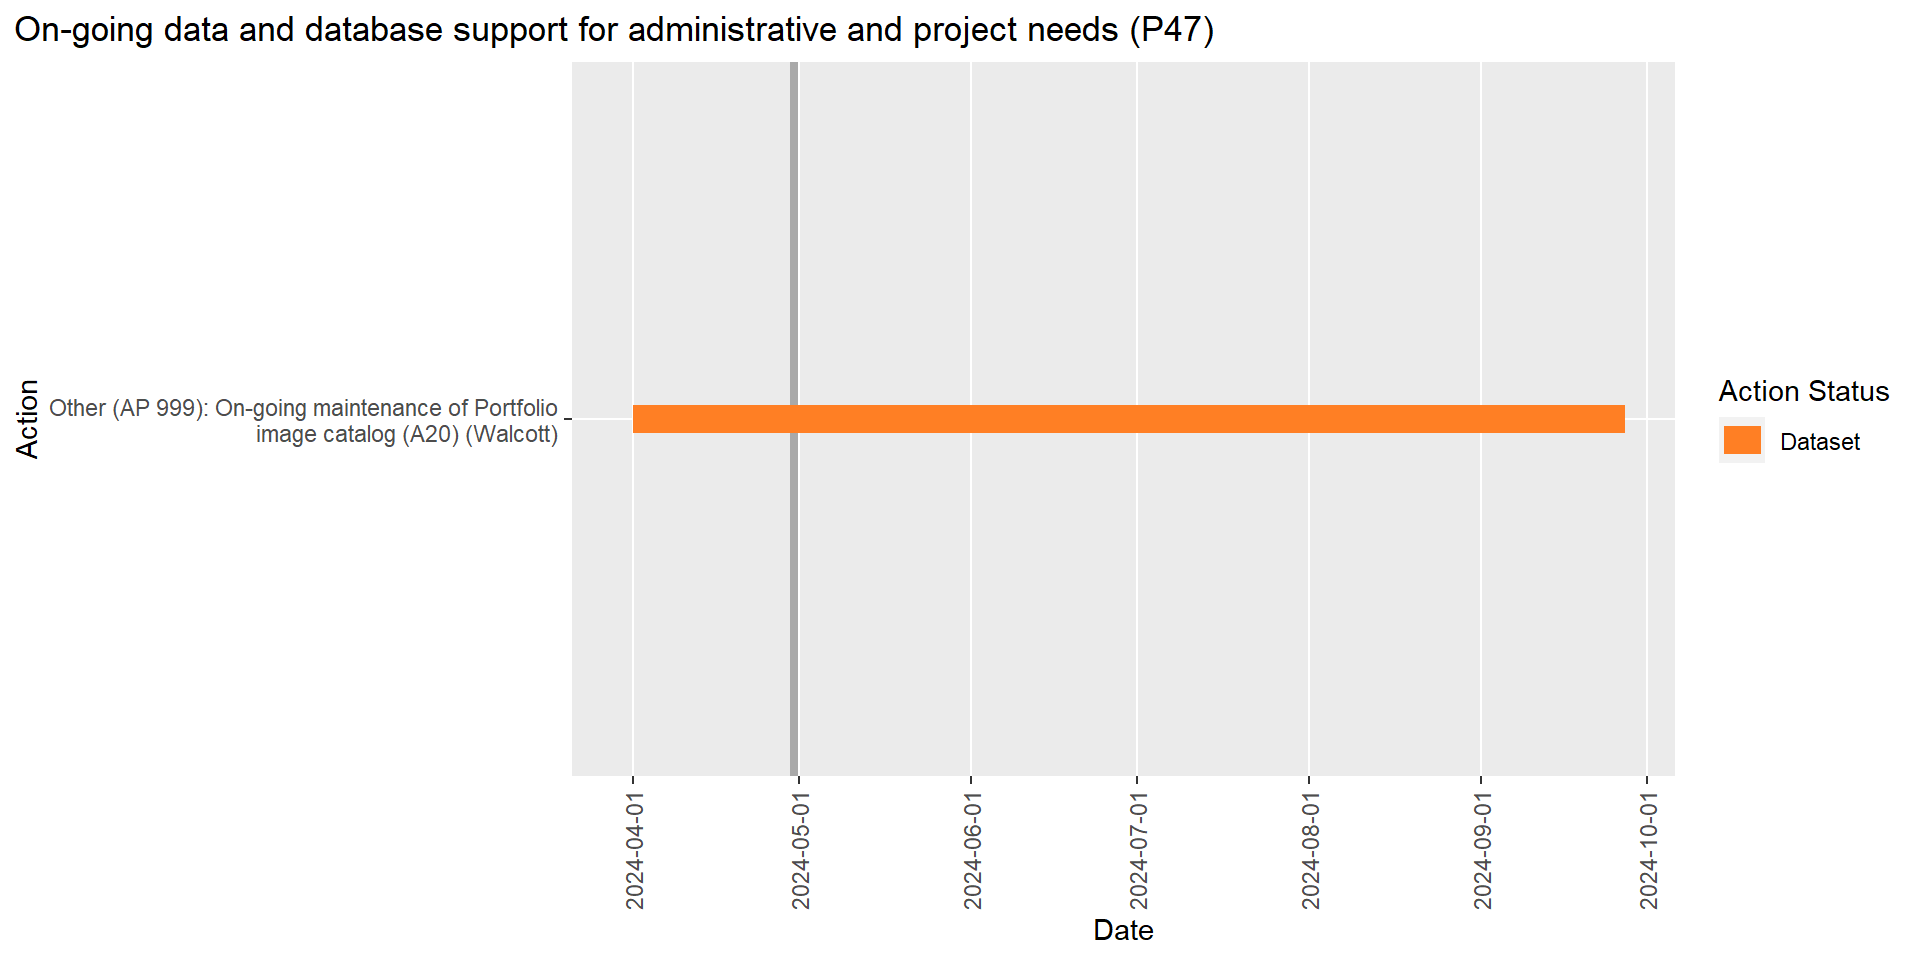 On-going data and database support for administrative and project needs (P47)
Action
Other (AP 999): On-going maintenance of Portfolio
image catalog (A20) (Walcott)
2024-04-01
2024-05-01
2024-06-01
2024-07-01
2024-08-01
2024-09-01
2024-10-01
Date
Action Status
Dataset